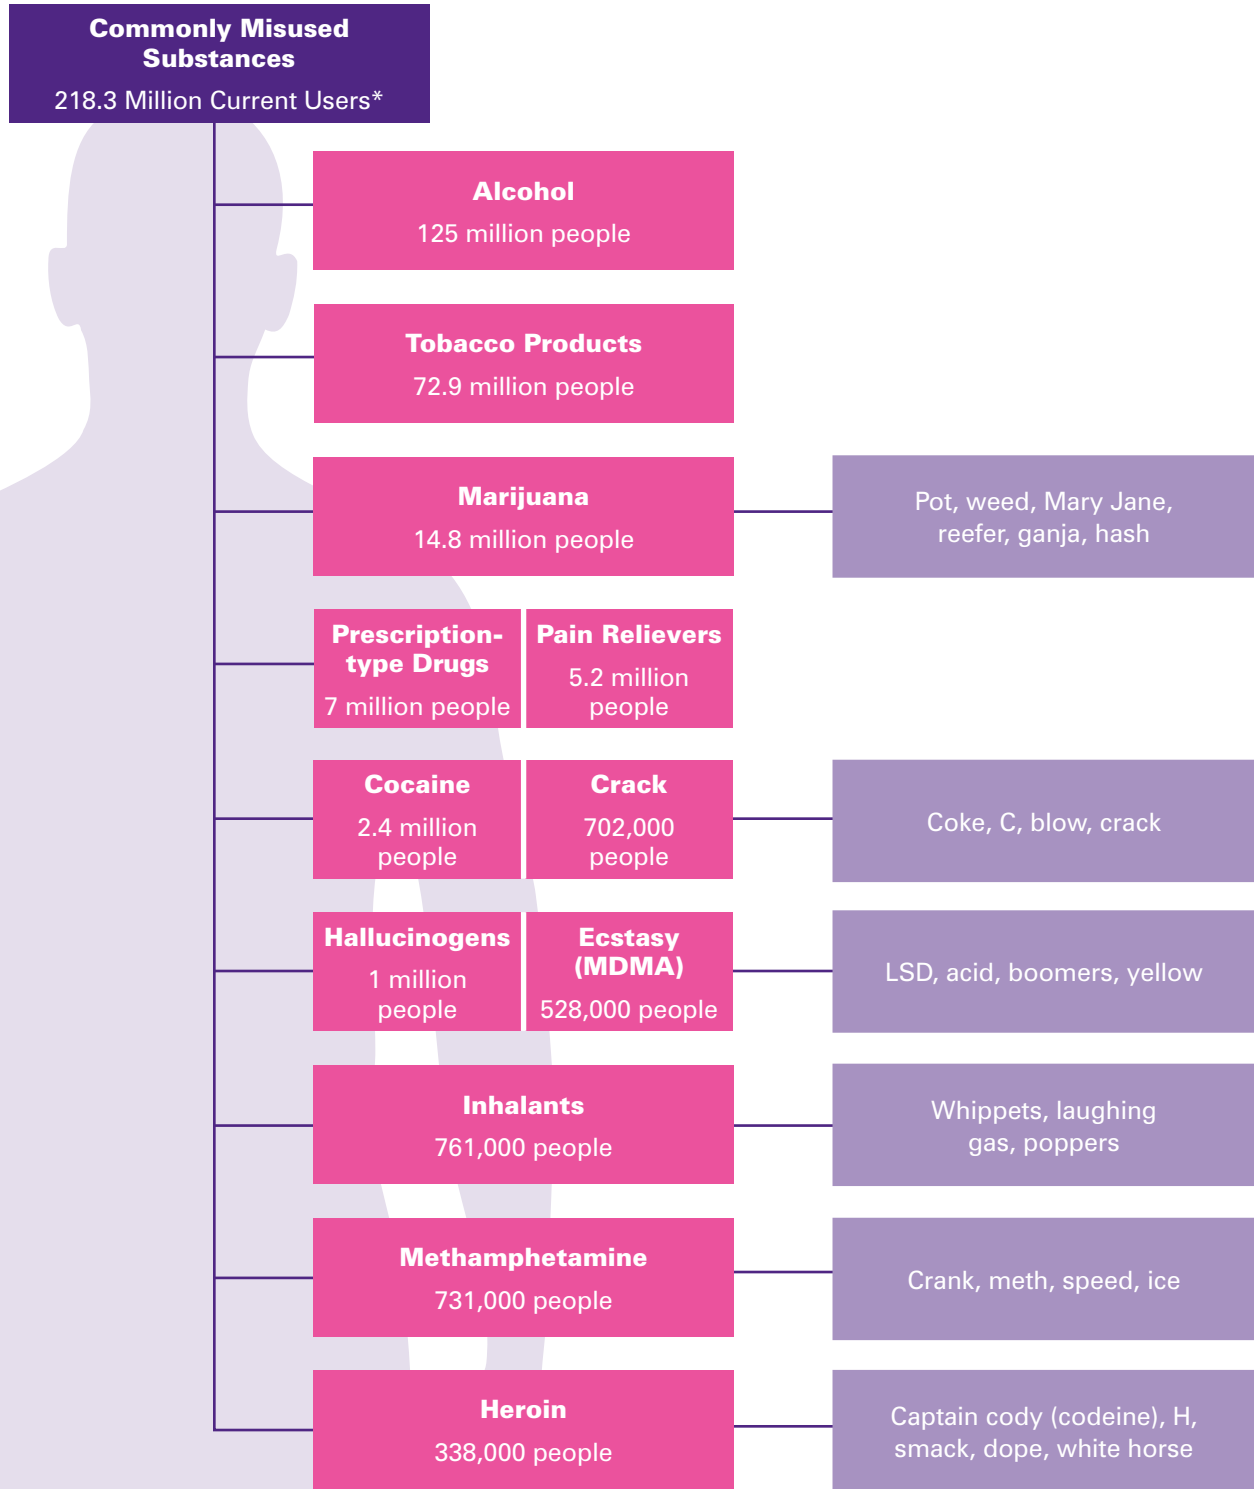 Commonly Misused
Substances
218.3 Million Current Users*
Alcohol
125 million people
Tobacco Products
72.9 million people
Marijuana
14.8 million people
Pot, weed, Mary Jane,
reefer, ganja, hash
Prescription-
type Drugs
7 million people
Pain Relievers
5.2 million
people
Cocaine
2.4 million
people
Crack
702,000
people
Coke, C, blow, crack
Hallucinogens
1 million
people
Ecstasy
(MDMA)
528,000 people
LSD, acid, boomers, yellow
Inhalants
761,000 people
Whippets, laughing
gas, poppers
Methamphetamine
731,000 people
Crank, meth, speed, ice
Heroin
338,000 people
Captain cody (codeine), H,
smack, dope, white horse